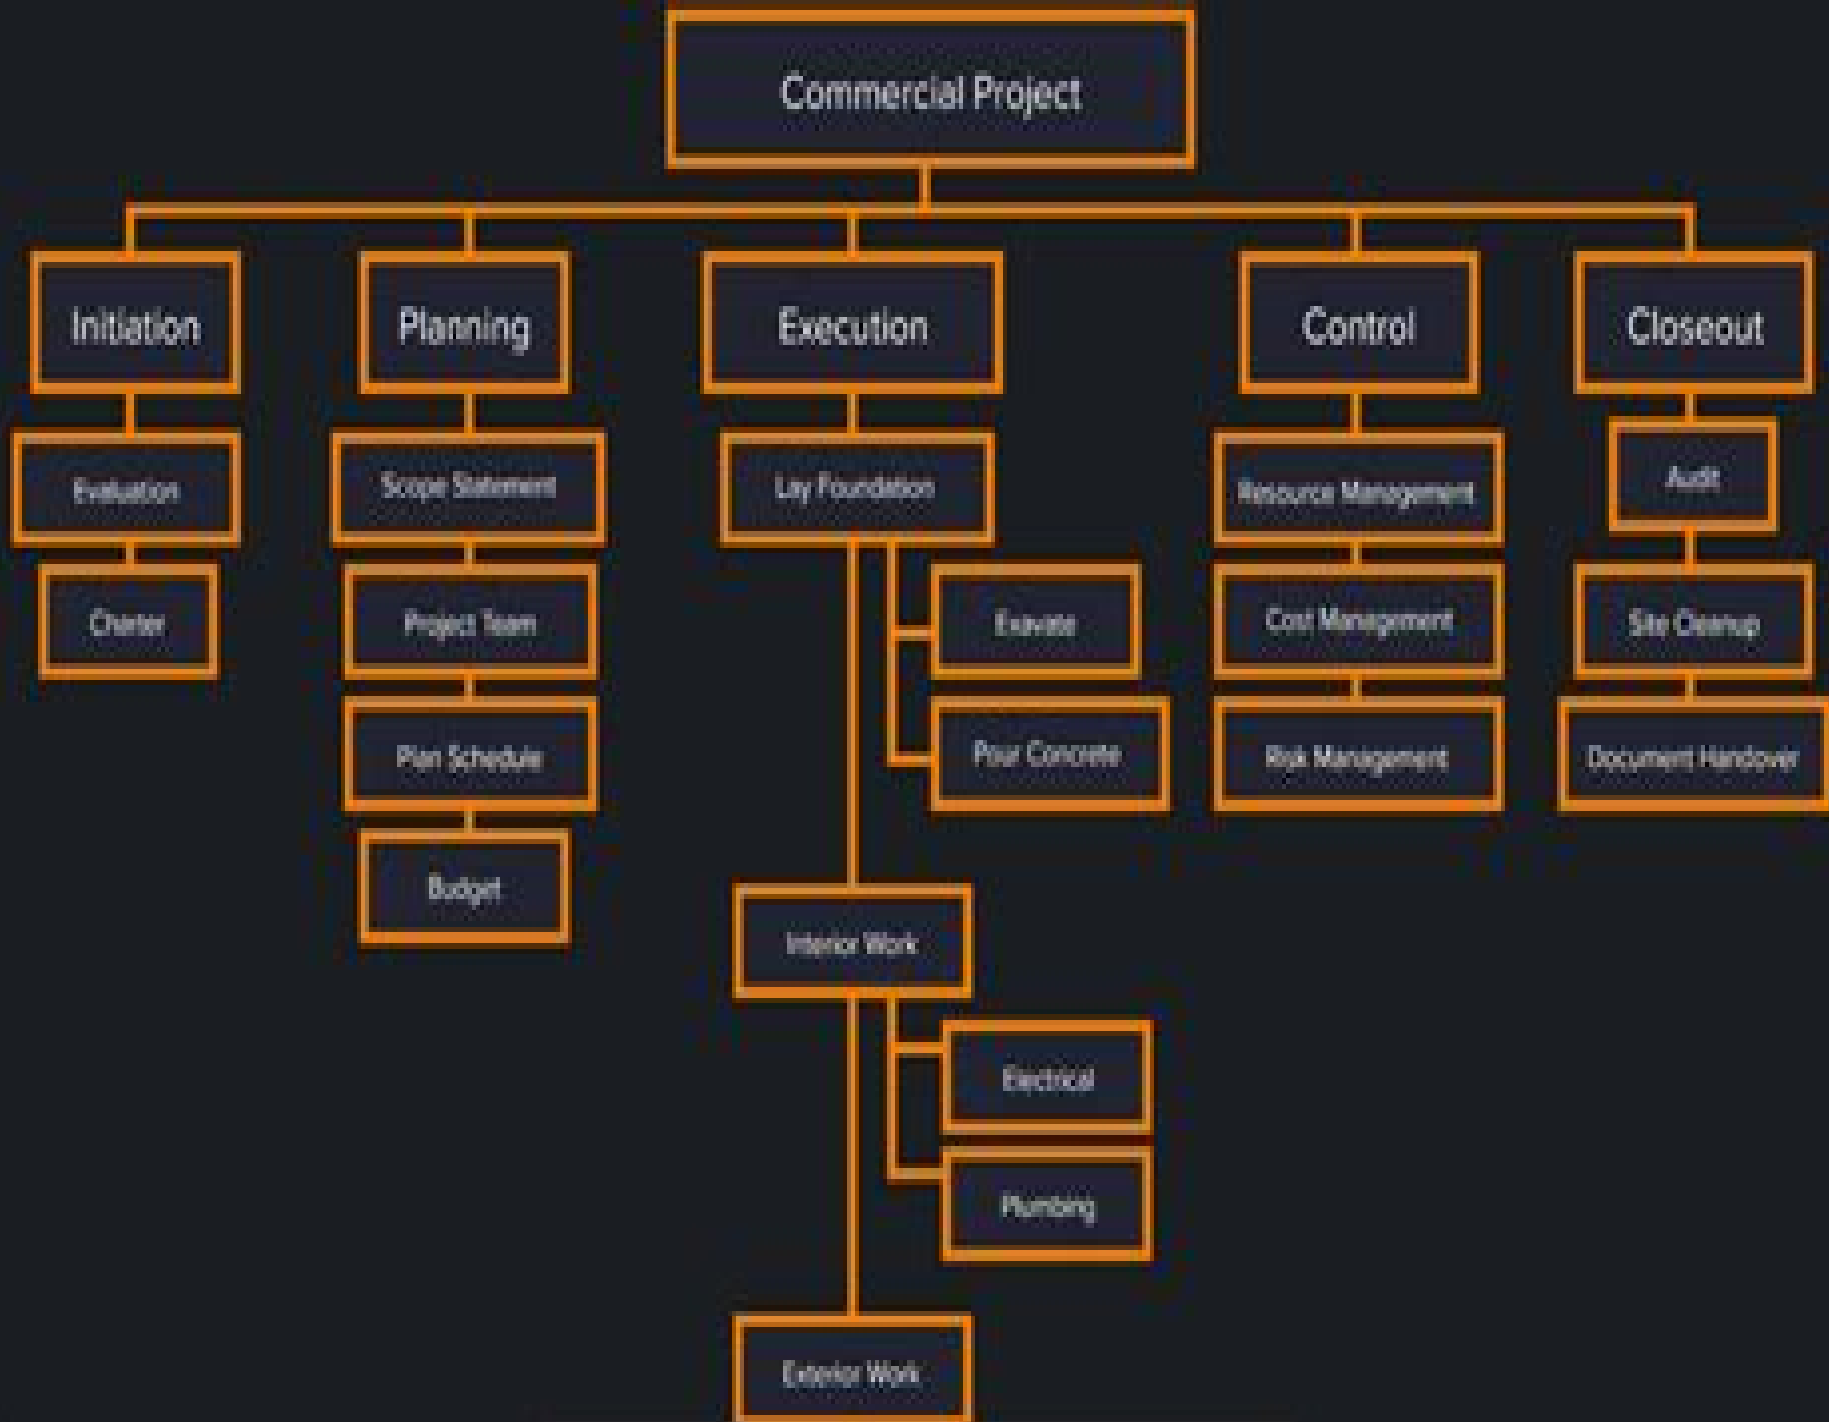 Commercial Project
Initiation
Planning
Execution
Control
Closeout
Evaluation
Scope Statement
Lay Foundation
Resource Management
Audit
Charter
Project Team
Exavate
Cost Management
Site Cleanup
Plan Schedule
Pour Concrete
Risk Management
Document Handover
Budget
Interior Work
Electrical
Plumbing
Exterior Work